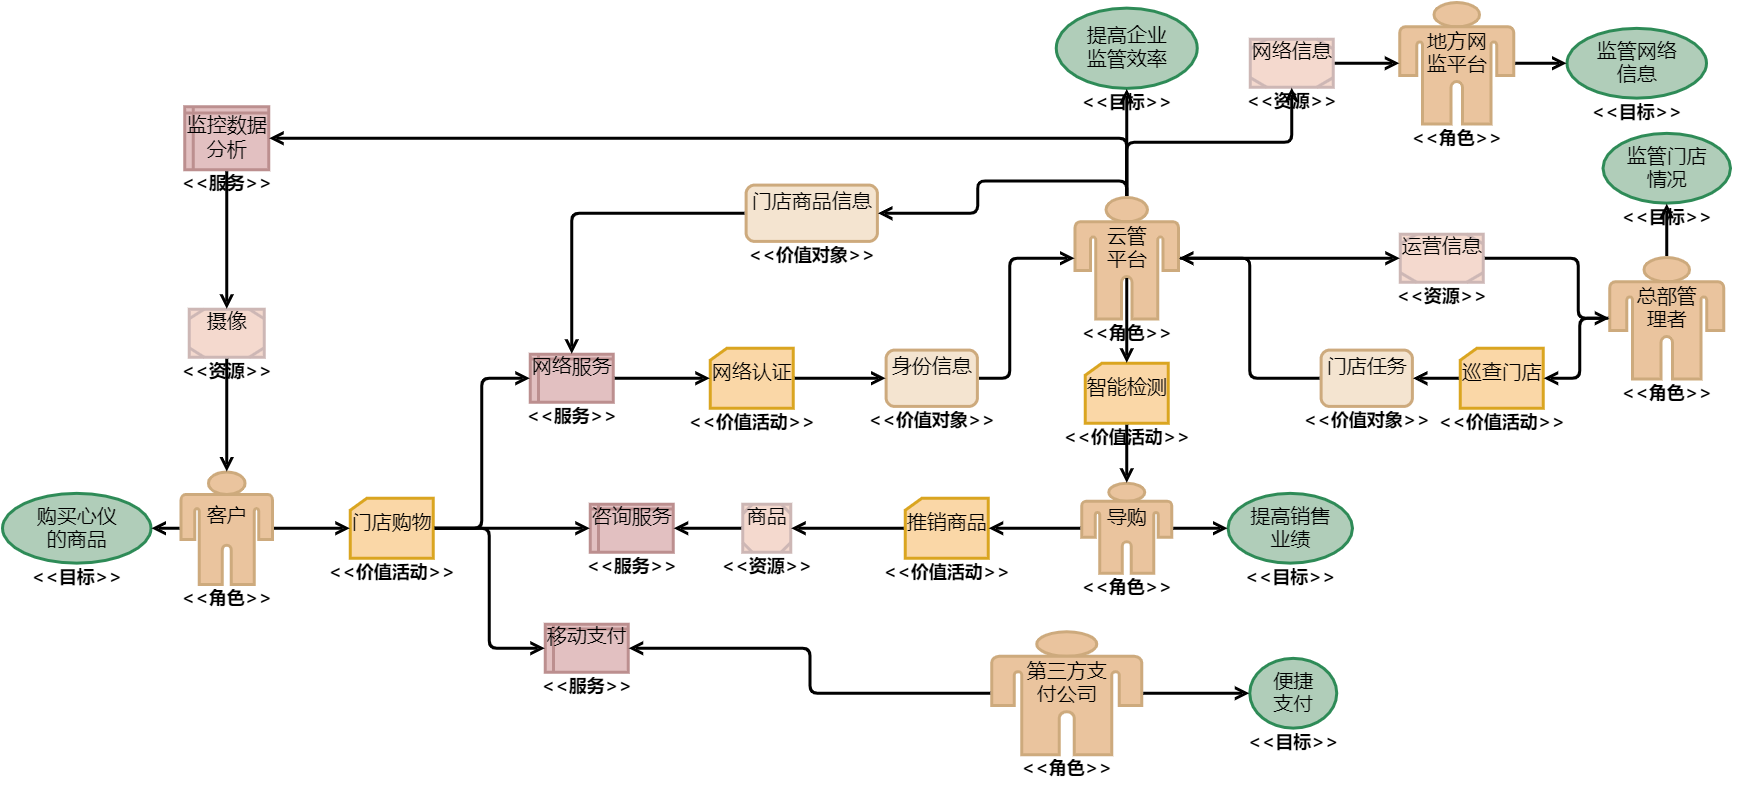 提高企业
监管效率
<<目标>>
网络信息
<<资源>>
地方网
监平台
<<角色>>
监管网络
信息
<<目标>>
监控数据
分析
<<服务>>
监管门店
情况
<<目标>>
门店商品信息
<<价值对象>>
云管
平台
<<角色>>
运营信息
<<资源>>
总部管
理者
<<角色>>
摄像
<<资源>>
网络服务
<<服务>>
网络认证
<<价值活动>>
身份信息
<<价值对象>>
智能检测
<<价值活动>>
门店任务
<<价值对象>>
巡查门店
<<价值活动>>
购买心仪
的商品
<<目标>>
客户
<<角色>>
门店购物
<<价值活动>>
咨询服务
<<服务>>
商品
<<资源>>
推销商品
<<价值活动>>
导购
<<角色>>
提高销售
业绩
<<目标>>
移动支付
<<服务>>
第三方支
付公司
<<角色>>
便捷
支付
<<目标>>